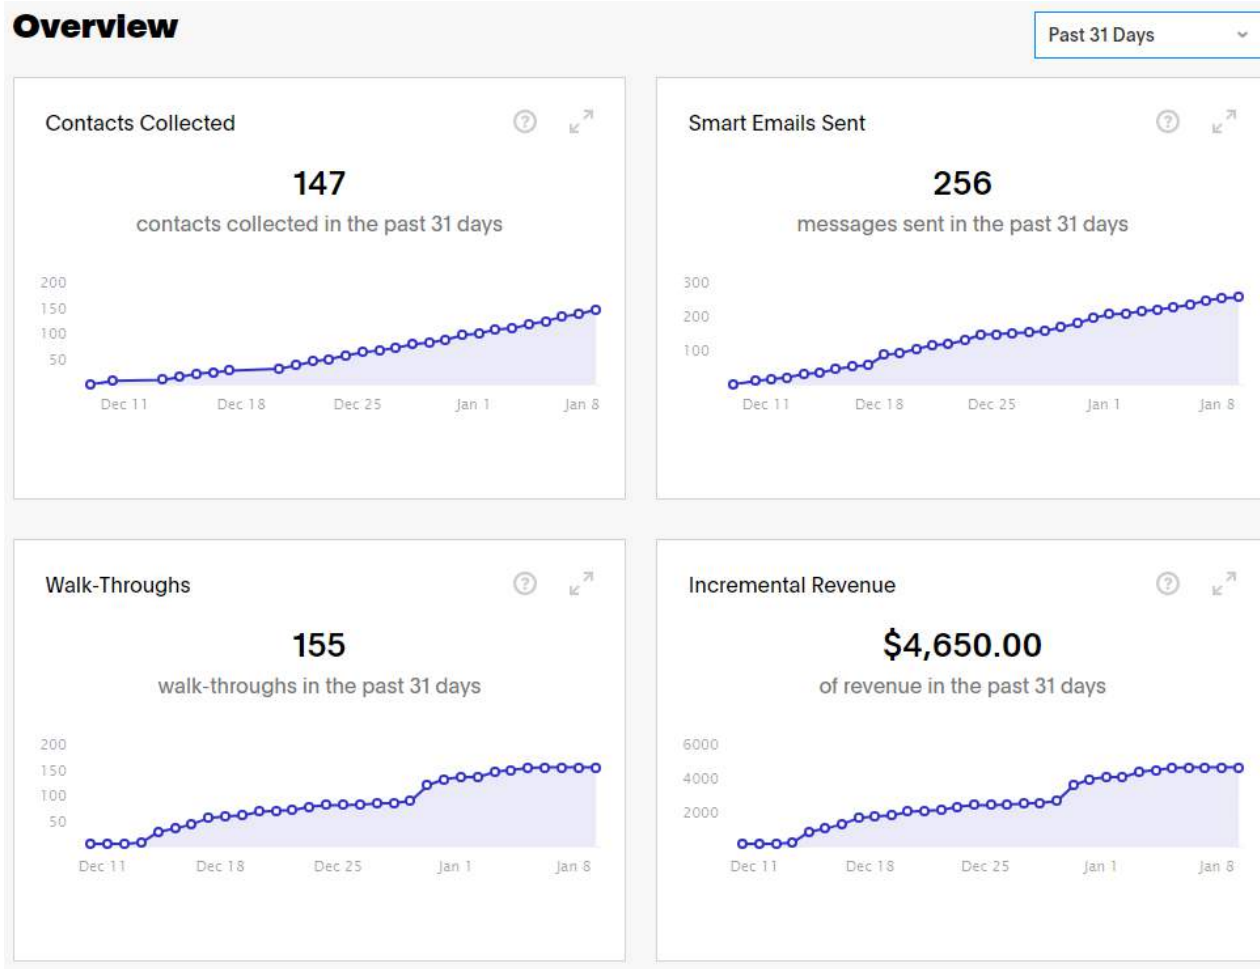 Overview
Past 31 Days
Contacts Collected
147
contacts collected in the past 31 days
200
150
100
50
Dec 11 Dec 18 Dec 25 Jan 1 Jan 8
Smart Emails Sent
256
messages sent in the past 31 days
300
200
100
Dec 11 Dec 18 Dec 25 Jan 1 Jan 8
Walk-Throughs
155
walk-throughs in the past 31 days
200
150
100
50
Dec 11 Dec 18 Dec 25 Jan 1 Jan 8
Incremental Revenue
$4,650.00
of revenue in the past 31 days
6000
4000
2000
Dec 11 Dec 18 Dec 25 Jan 1 Jan 8